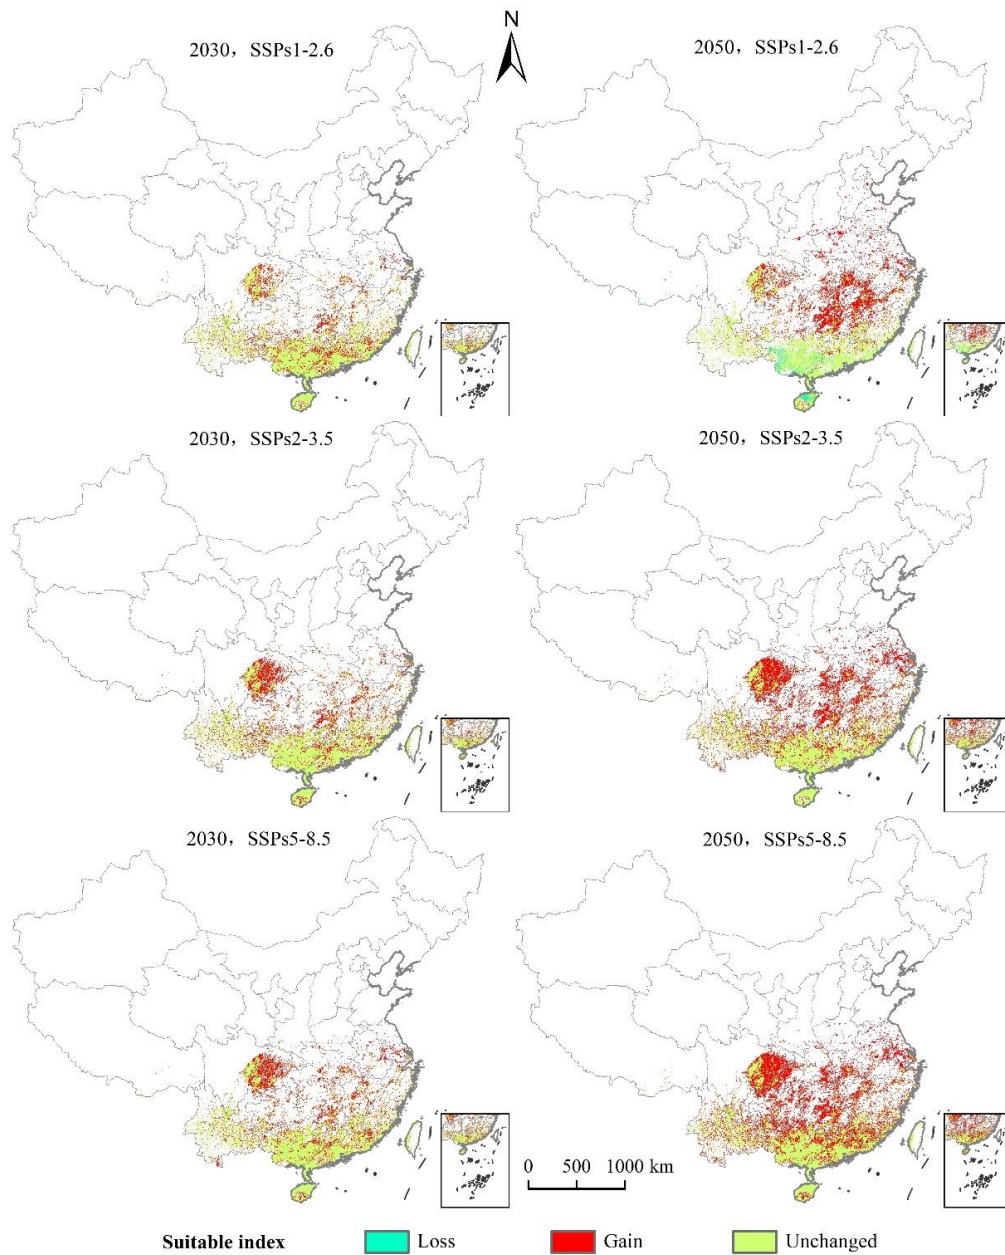 N
2030，SSPs1-2.6
2050，SSPs1-2.6
2030，SSPs2-3.5
2050，SSPs2-3.5
2030，SSPs5-8.5
2050，SSPs5-8.5
0 500 1000 km
Suitable index Loss Gain Unchanged